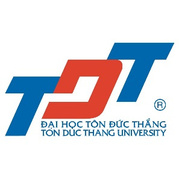 TDT
®
ĐẠI HỌC TÔN ĐỨC THẮNG
TON DUC THANG UNIVERSITY